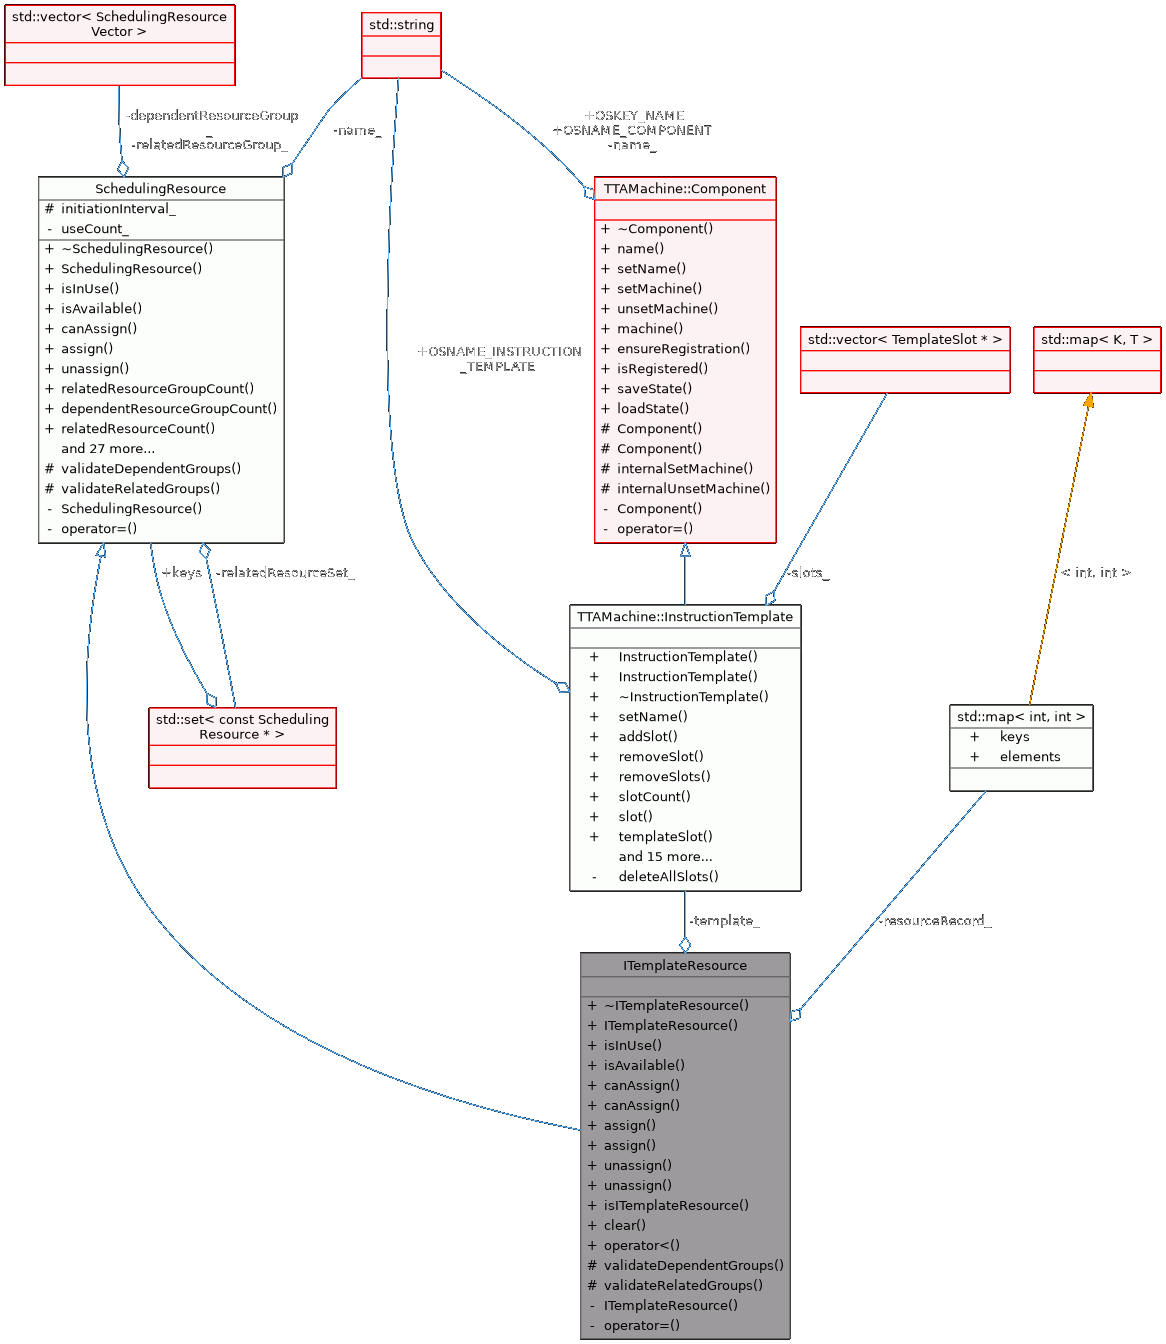 std::vector< SchedulingResource
Vector >
std::string
-dependentResourceGroup
_
-relatedResourceGroup_
-name_
+OSKEY_NAME
+OSNAME_COMPONENT
-name_
SchedulingResource
# initiationInterval_
- useCount_
+ ~SchedulingResource()
+ SchedulingResource()
+ isInUse()
+ isAvailable()
+ canAssign()
+ assign()
+ unassign()
+ relatedResourceGroupCount()
+ dependentResourceGroupCount()
+ relatedResourceCount()
and 27 more...
# validateDependentGroups()
# validateRelatedGroups()
- SchedulingResource()
- operator=()
TTAMachine::Component
+ ~Component()
+ name()
+ setName()
+ setMachine()
+ unsetMachine()
+ machine()
+ ensureRegistration()
+ isRegistered()
+ saveState()
+ loadState()
# Component()
# Component()
# internalSetMachine()
# internalUnsetMachine()
- Component()
- operator=()
+OSNAME_INSTRUCTION
_TEMPLATE
std::vector< TemplateSlot * >
std::map< K, T >
+keys
-relatedResourceSet_
-slots_
< int, int >
std::set< const Scheduling
Resource * >
TTAMachine::InstructionTemplate
+ InstructionTemplate()
+ InstructionTemplate()
+ ~InstructionTemplate()
+ setName()
+ addSlot()
+ removeSlot()
+ removeSlots()
+ slotCount()
+ slot()
+ templateSlot()
and 15 more...
- deleteAllSlots()
std::map< int, int >
+ keys
+ elements
-template_
-resourceRecord_
ITemplateResource
+ ~ITemplateResource()
+ ITemplateResource()
+ isInUse()
+ isAvailable()
+ canAssign()
+ canAssign()
+ assign()
+ assign()
+ unassign()
+ unassign()
+ isITemplateResource()
+ clear()
+ operator<()
# validateDependentGroups()
# validateRelatedGroups()
- ITemplateResource()
- operator=()